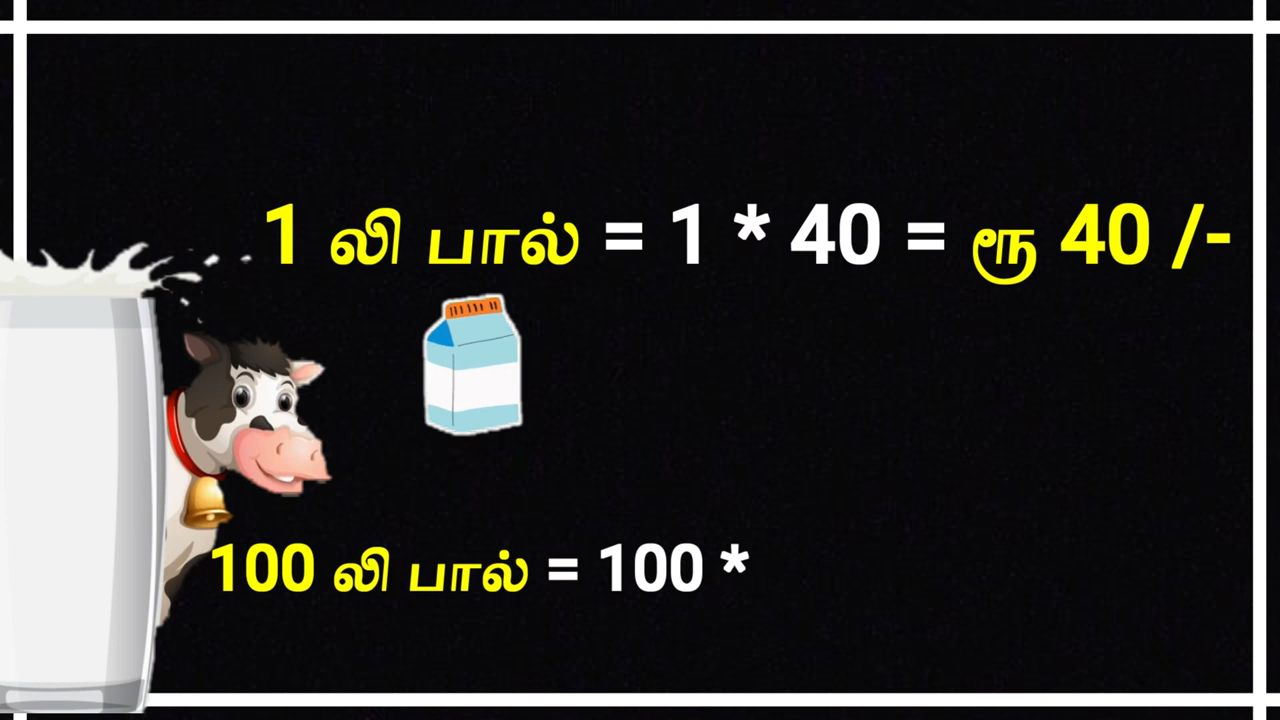 1 லி பால் = 1 * 40 = ரூ 40 /-
100 லி பால் = 100 *